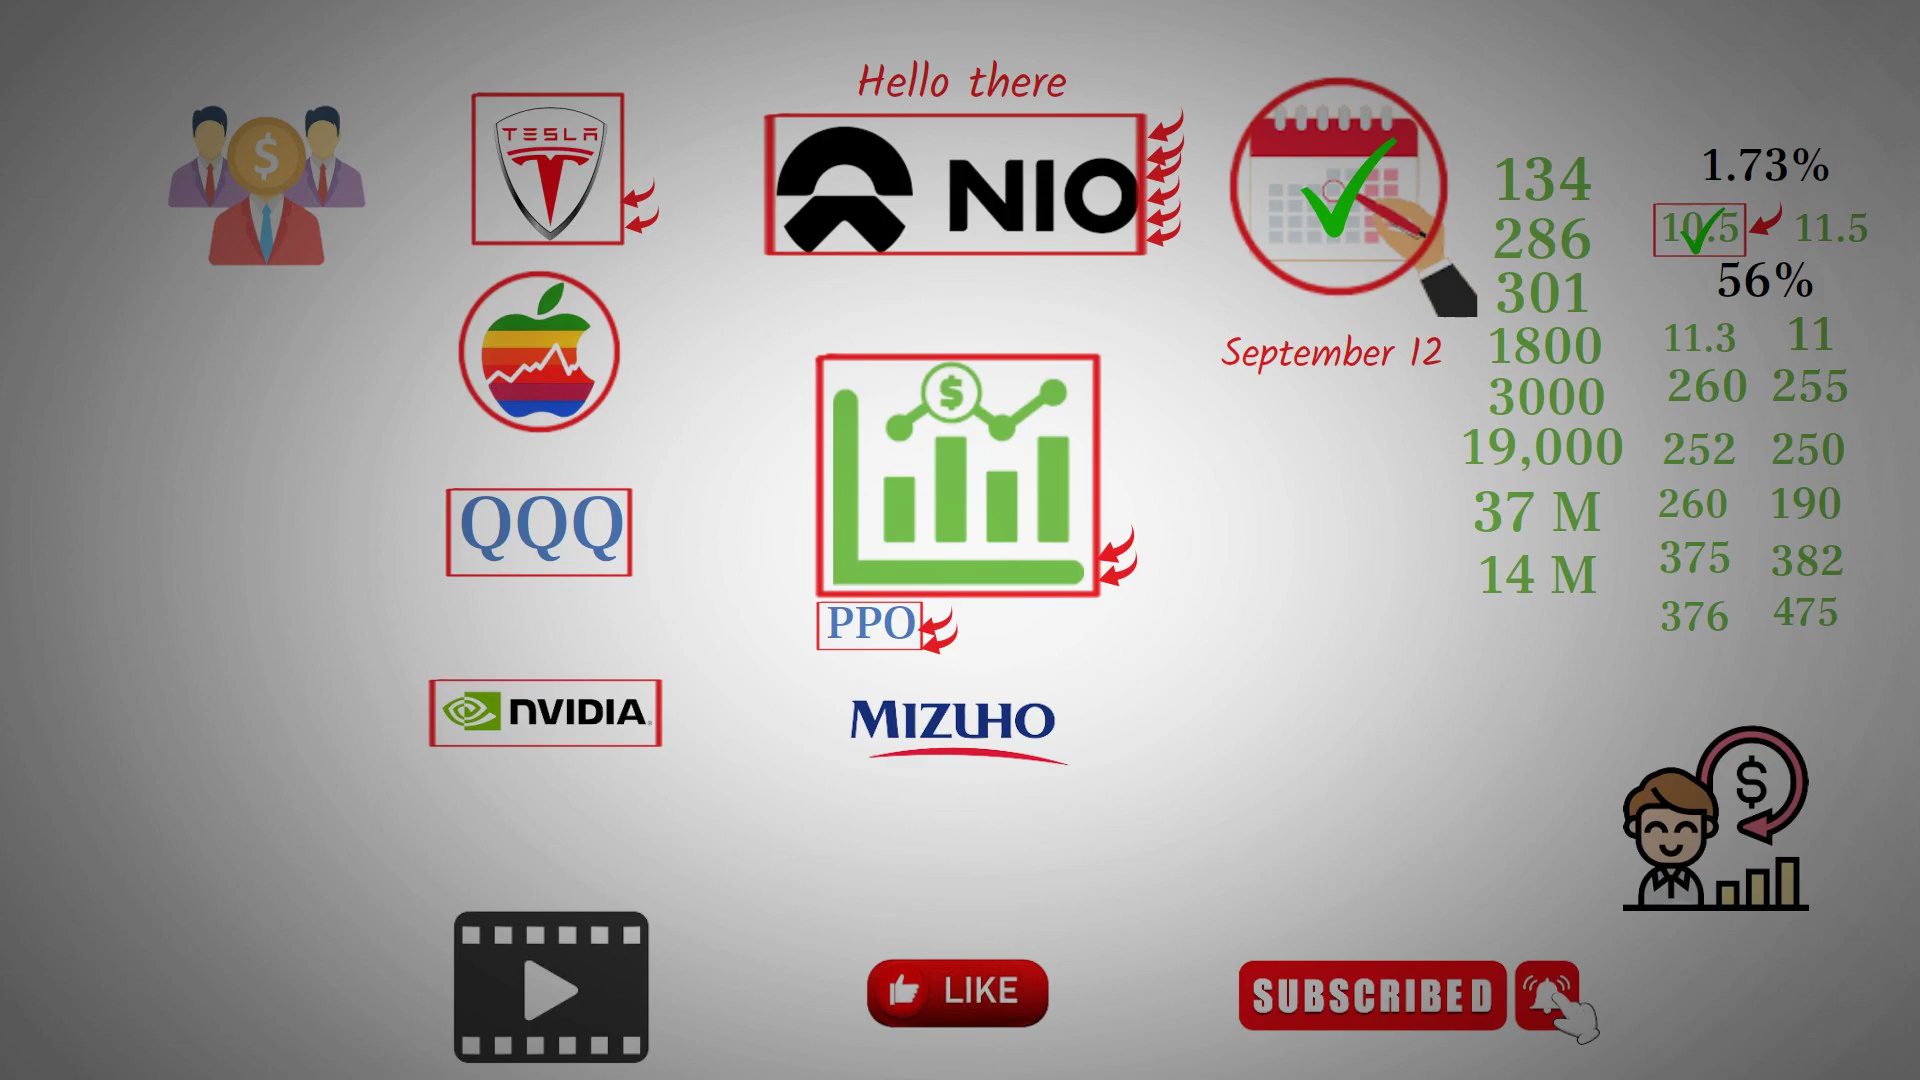 Hello there
TESLA
NIO
September 12
QQQ
PPO
NVIDIA
MIZUHO
134
286
301
1800
3000
19,000
37 M
14 M
1.73%
10.5 11.5
56%
11.3 11
260 255
252 250
260 190
375 382
376 475
$
$
$
LIKE
SUBSCRIBED